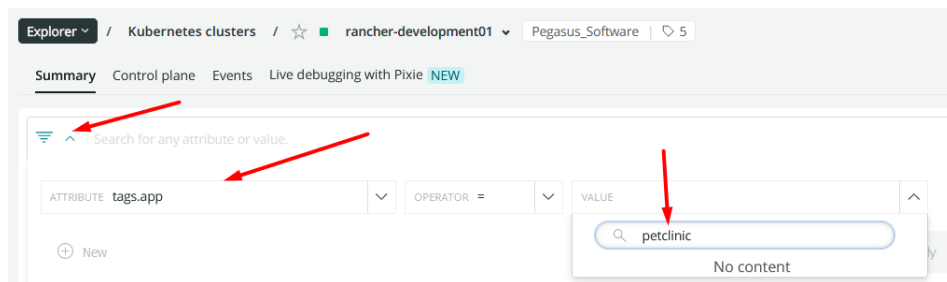 Explorer / Kubernetes clusters / rancher-development01 Pegasus_Software | 5
Summary Control plane Events Live debugging with Pixie NEW
Search for any attribute or value.
ATTRIBUTE tags.app OPERATOR = VALUE
petclinic
New
No content